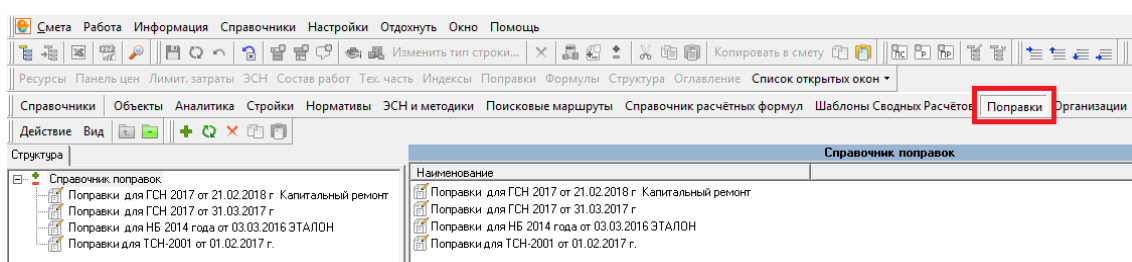 Смета Работа Информация Справочники Настройки Отдохнуть Окно Помощь
Изменить тип строки... Копировать в смету
Ресурсы Панель цен Лимит. затраты ЭСН Состав работ Тех. часть Индексы Поправки Формулы Структура Оглавление Список открытых окон
Справочники Объекты Аналитика Стройки Нормативы ЭСН и методики Поисковые маршруты Справочник расчётных формул Шаблоны Сводных Расчётов Поправки Организации
Действие Вид
Структура Справочник поправок
Справочник поправок
Наименование
Поправки для ГСН 2017 от 21.02.2018 г Капитальный ремонт
Поправки для ГСН 2017 от 31.03.2017 г
Поправки для НБ 2014 года от 03.03.2016 ЭТАЛОН
Поправки для ТСН-2001 от 01.02.2017 г.
Поправки для ГСН 2017 от 21.02.2018 г Капитальный ремонт
Поправки для ГСН 2017 от 31.03.2017 г
Поправки для НБ 2014 года от 03.03.2016 ЭТАЛОН
Поправки для ТСН-2001 от 01.02.2017 г.